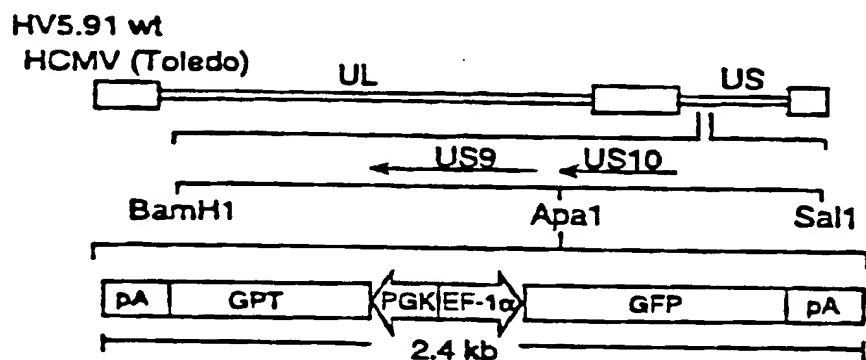 HV5.91 wt
HCMV (Toledo)
UL
US
US9
US10
BamH1
Apa1
Sal1
pA GPT PGK EF-1α GFP pA
2.4 kb